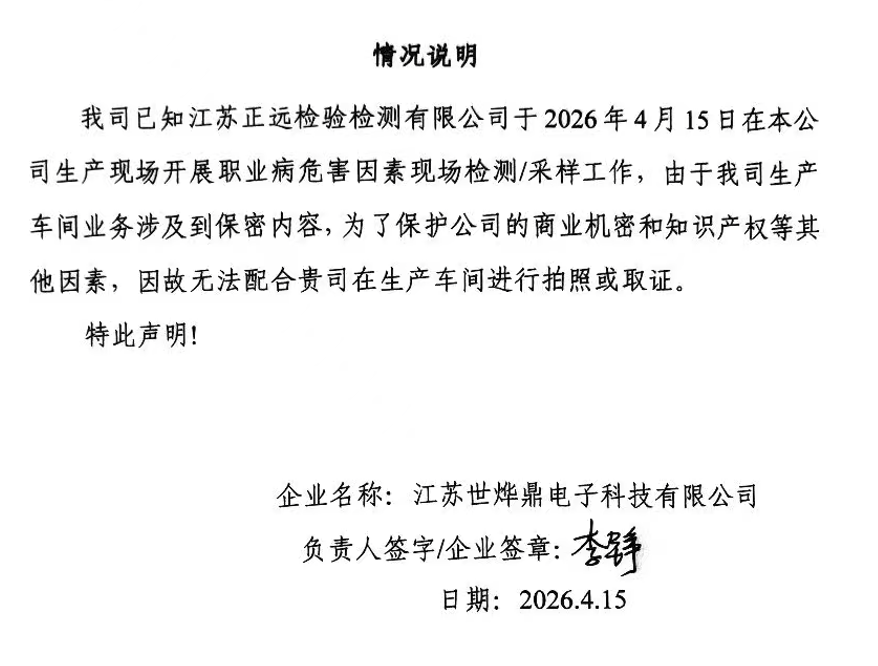 情况说明
我司已知江苏正远检验检测有限公司于 2026 年 4 月 15 日在本公
司生产现场开展职业病危害因素现场检测/采样工作，由于我司生产
车间业务涉及到保密内容，为了保护公司的商业机密和知识产权等其
他因素，因故无法配合贵司在生产车间进行拍照或取证。
特此声明！
企业名称：江苏世烨鼎电子科技有限公司
负责人签字/企业签章：李
日期：2026.4.15